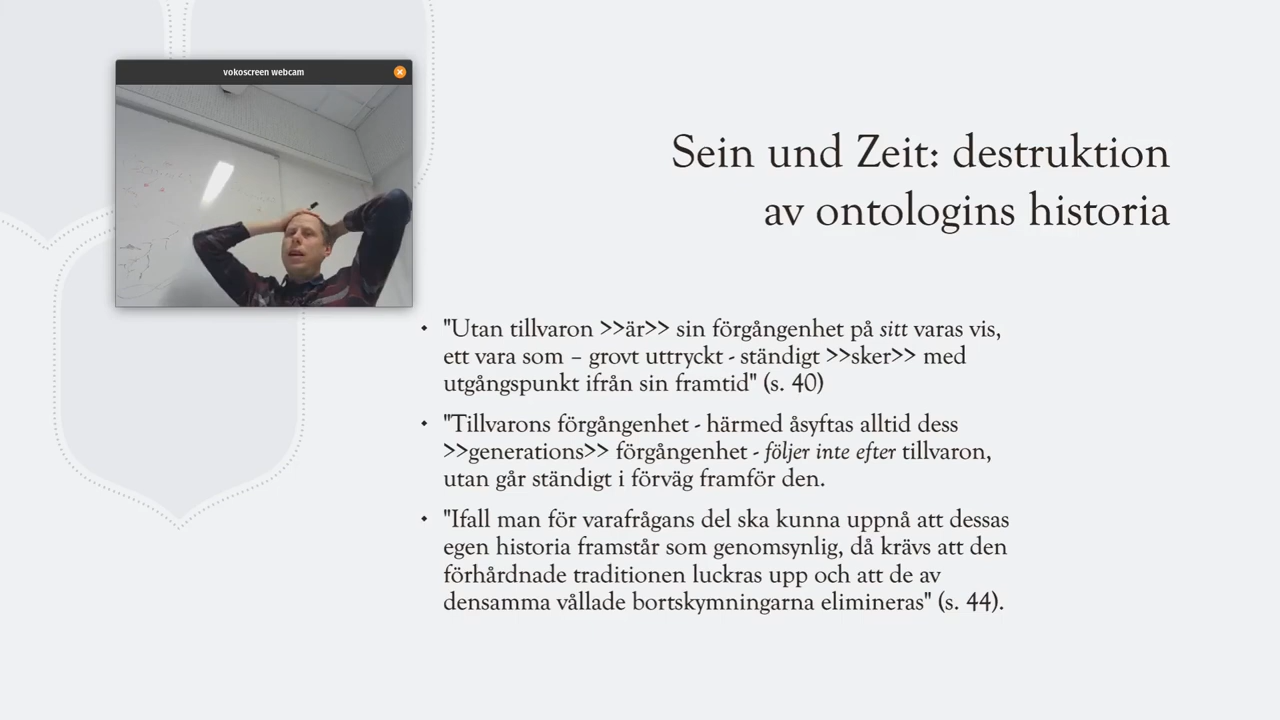 vokoscreen webcam
Sein und Zeit: destruktion
av ontologins historia
• "Utan tillvaron >>är>> sin förgångenhet på sitt varas vis,
ett vara som – grovt uttryckt - ständigt >>sker>> med
utgångspunkt ifrån sin framtid" (s. 40)
• "Tillvarons förgångenhet - härmed åsyftas alltid dess
>>generations>> förgångenhet - följer inte efter tillvaron,
utan går ständigt i förväg framför den.
• "Ifall man för varafrågans del ska kunna uppnå att dessas
egen historia framstår som genomsynlig, då krävs att den
förhårdnade traditionen luckras upp och att de av
densamma vållade bortskymningarna elimineras" (s. 44).